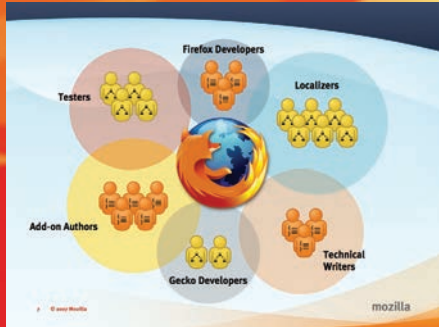 Firefox Developers
Testers
Localizers
Add-on Authors
Technical
Writers
Gecko Developers
© 2007 Mozilla
mozilla